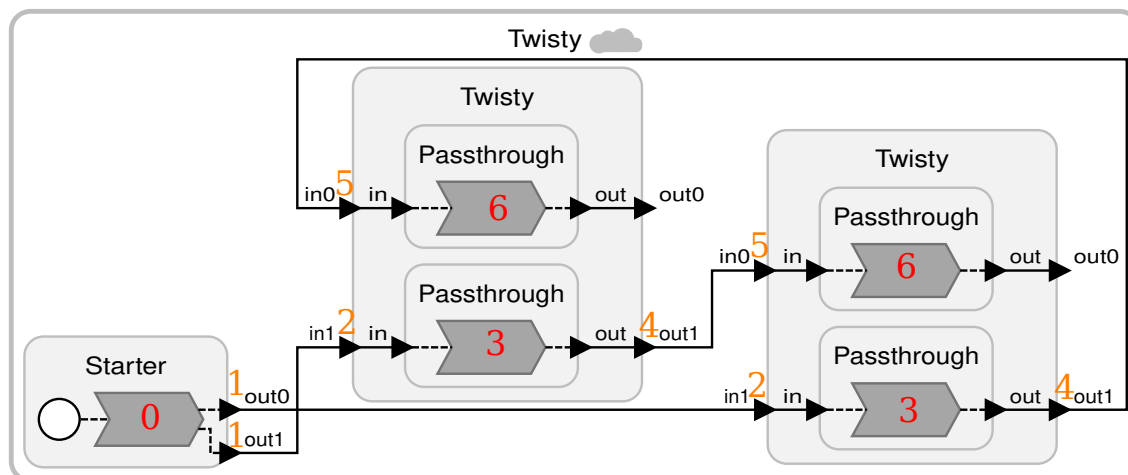 Twisty
Twisty
Passthrough
in0 5 in 6 out out0
Passthrough
in1 2 in 3 out 4 out1
Twisty
Passthrough
in0 5 in 6 out out0
Passthrough
in1 2 in 3 out 4 out1
Starter
0 1 out0
1 out1